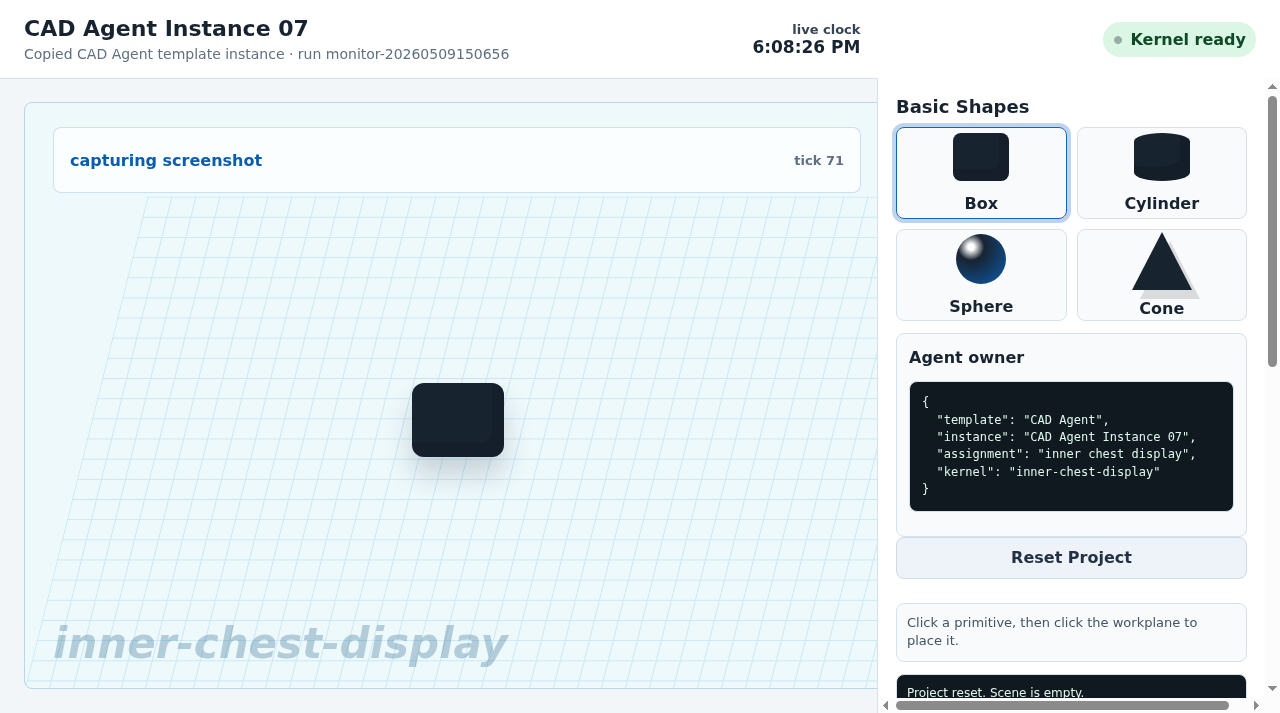 CAD Agent Instance 07
Copied CAD Agent template instance · run monitor-20260509150656
live clock
6:08:26 PM
Kernel ready
capturing screenshot
tick 71
inner-chest-display
Basic Shapes
Box
Cylinder
Sphere
Cone
Agent owner
{
"template": "CAD Agent",
"instance": "CAD Agent Instance 07",
"assignment": "inner chest display",
"kernel": "inner-chest-display"
}
Reset Project
Click a primitive, then click the workplane to
place it.
Project reset. Scene is empty.